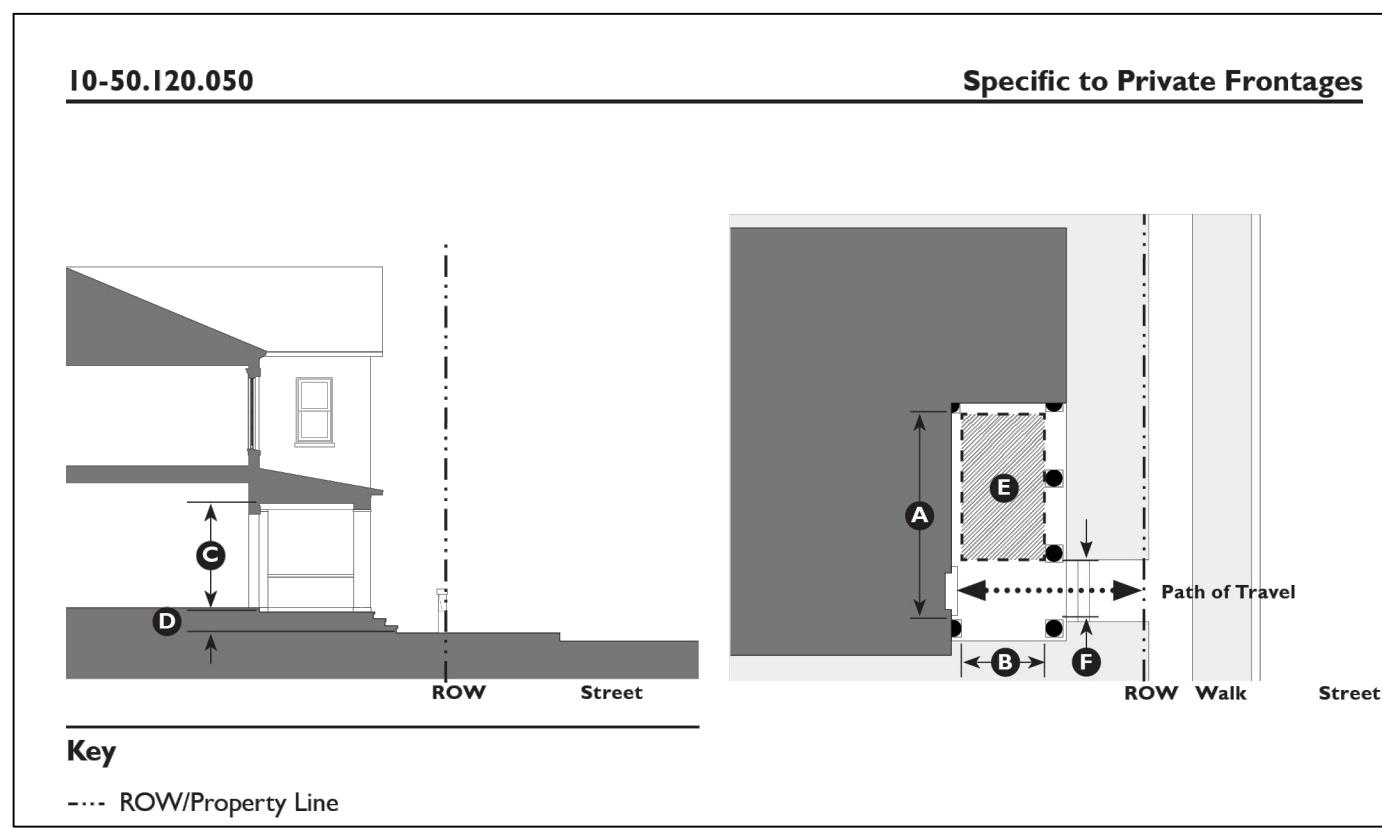 10-50.120.050 Specific to Private Frontages
C
D
ROW Street
A
E
Path of Travel
B F
ROW Walk Street
Key
ROW/Property Line